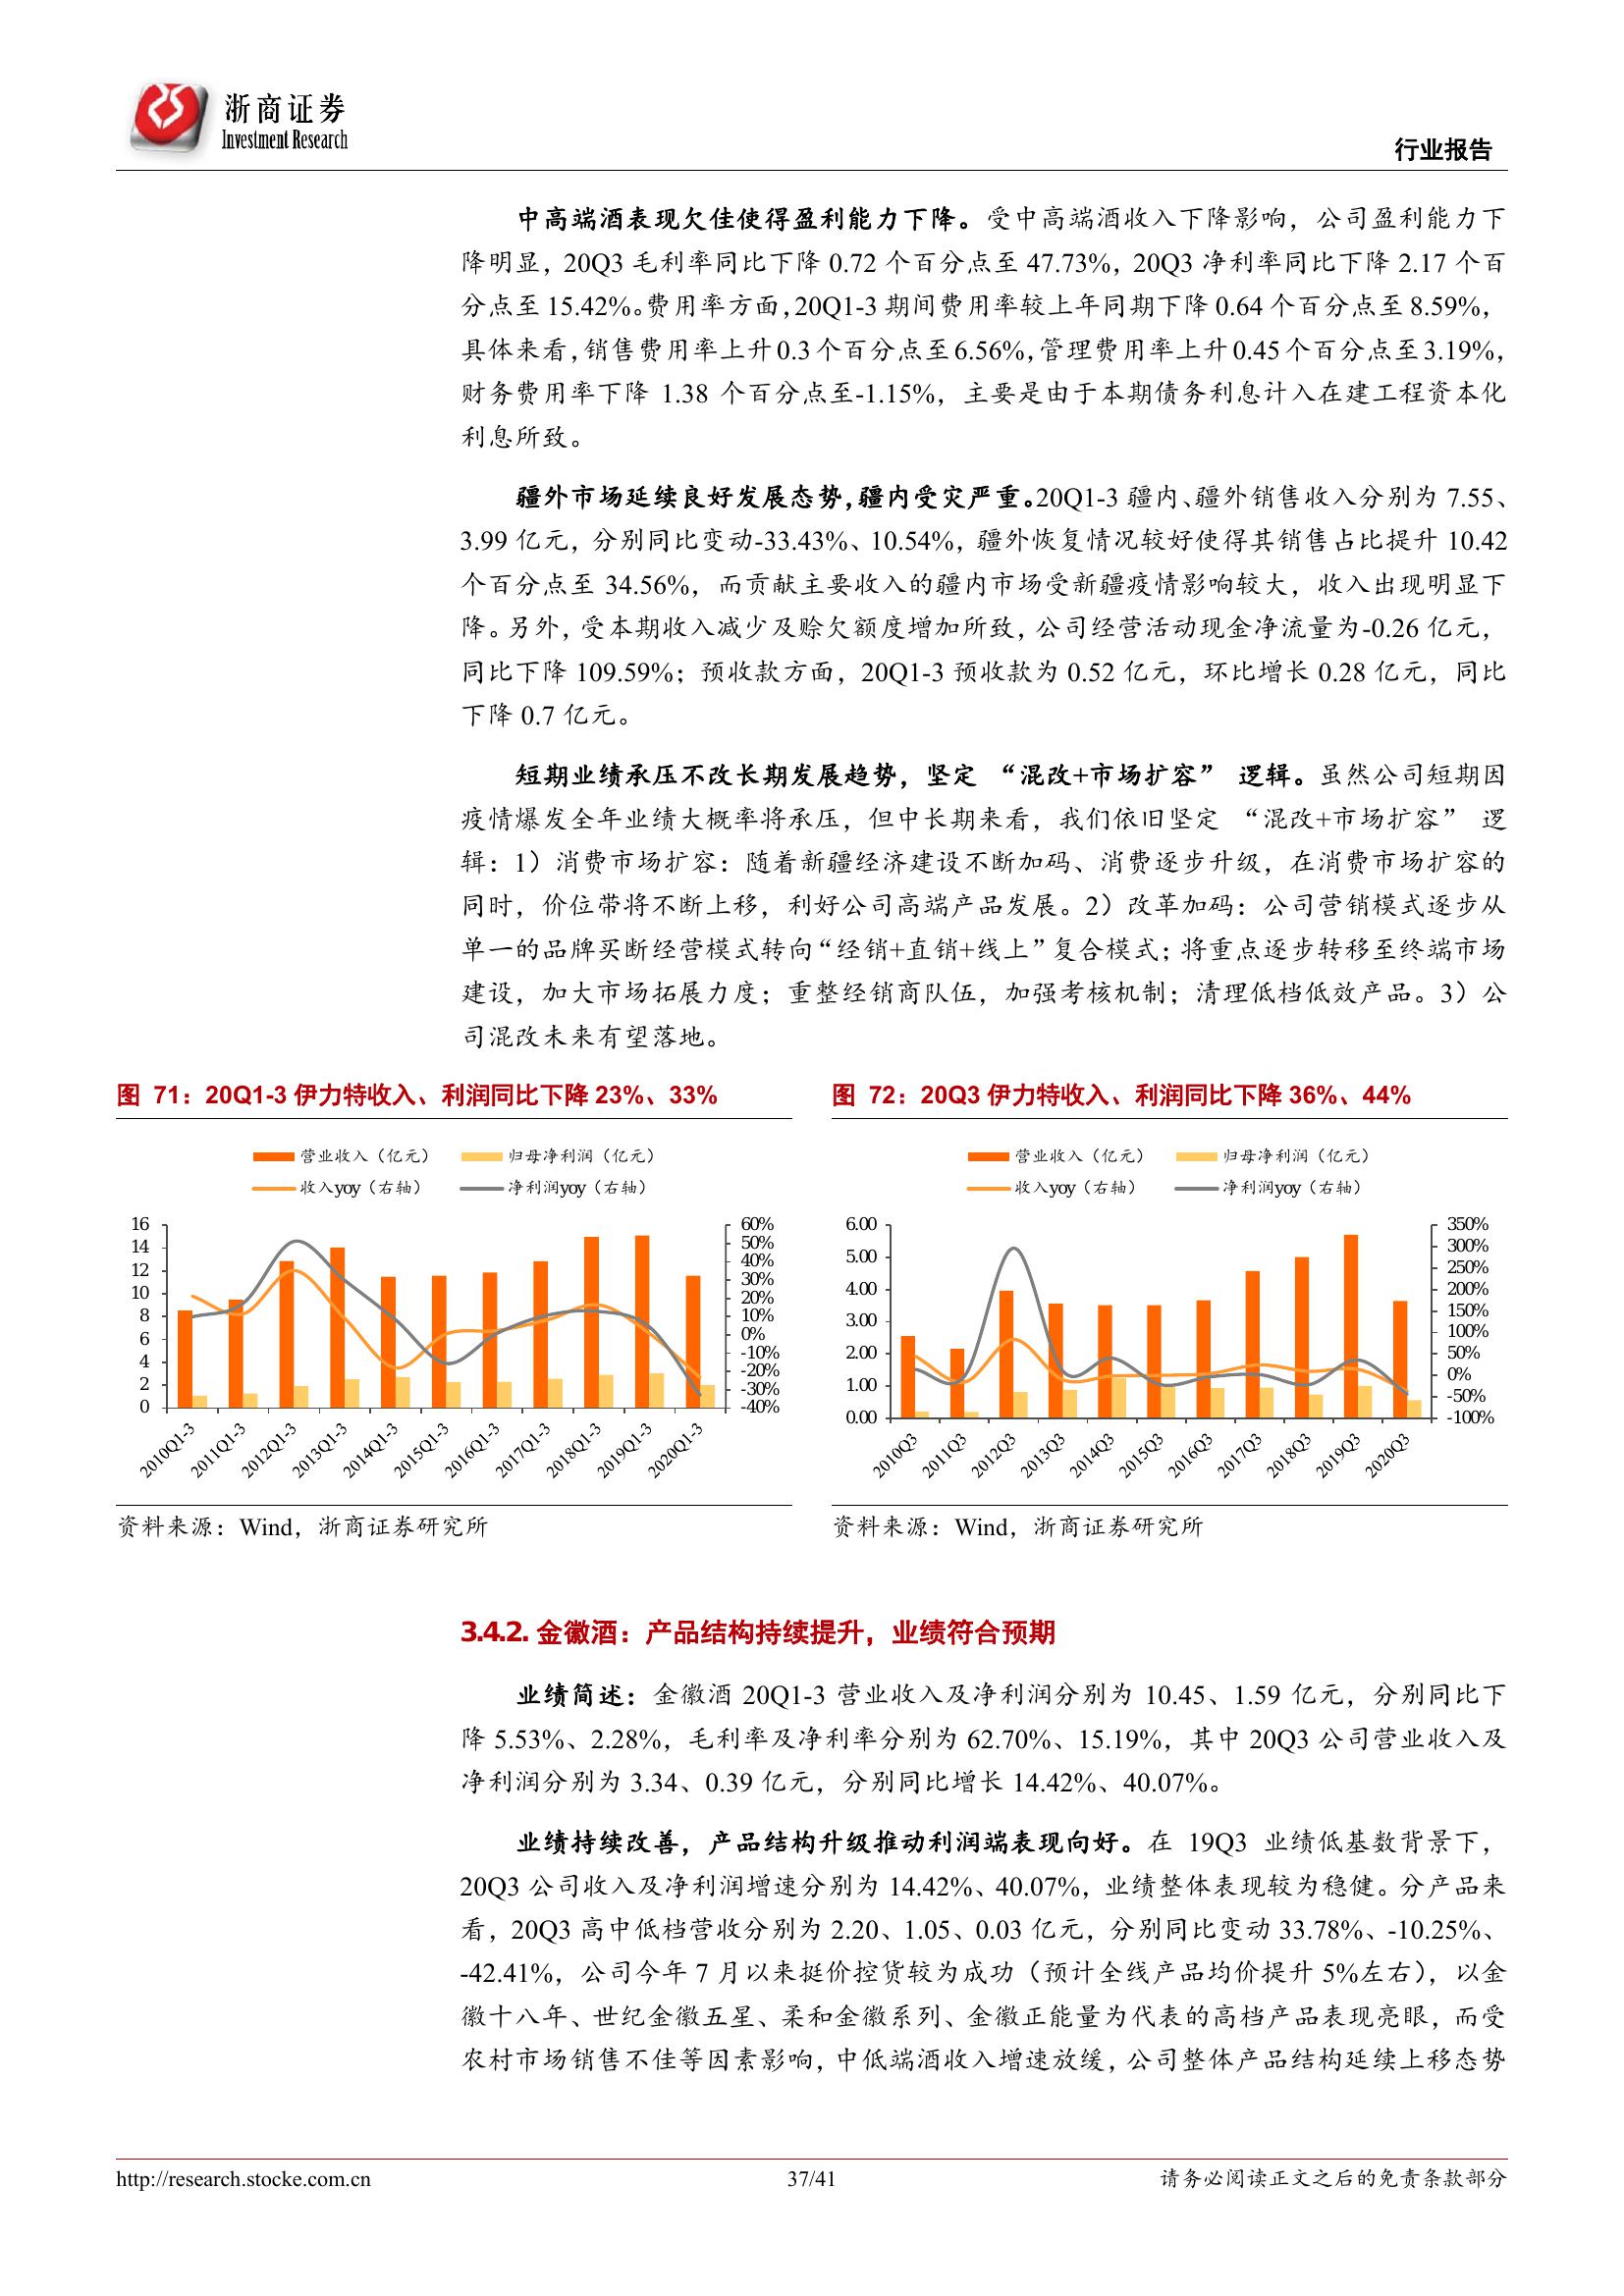 浙商证券
Investment Research
行业报告
中高端酒表现欠佳使得盈利能力下降。受中高端酒收入下降影响，公司盈利能力下
降明显，20Q3 毛利率同比下降 0.72 个百分点至 47.73%，20Q3 净利率同比下降 2.17 个百
分点至 15.42%。费用率方面，20Q1-3 期间费用率较上年同期下降 0.64 个百分点至 8.59%，
具体来看，销售费用率上升 0.3 个百分点至 6.56%，管理费用率上升 0.45 个百分点至 3.19%，
财务费用率下降 1.38 个百分点至-1.15%，主要是由于本期债务利息计入在建工程资本化
利息所致。
疆外市场延续良好发展态势，疆内受灾严重。20Q1-3 疆内、疆外销售收入分别为 7.55、
3.99 亿元，分别同比变动-33.43%、10.54%，疆外恢复情况较好使得其销售占比提升 10.42
个百分点至 34.56%，而贡献主要收入的疆内市场受新疆疫情影响较大，收入出现明显下
降。另外，受本期收入减少及赊欠额度增加所致，公司经营活动现金净流量为-0.26 亿元，
同比下降 109.59%；预收款方面，20Q1-3 预收款为 0.52 亿元，环比增长 0.28 亿元，同比
下降 0.7 亿元。
短期业绩承压不改长期发展趋势，坚定 “混改+市场扩容” 逻辑。虽然公司短期因
疫情爆发全年业绩大概率将承压，但中长期来看，我们依旧坚定 “混改+市场扩容” 逻
辑：1）消费市场扩容：随着新疆经济建设不断加码、消费逐步升级，在消费市场扩容的
同时，价位带将不断上移，利好公司高端产品发展。2）改革加码：公司营销模式逐步从
单一的品牌买断经营模式转向“经销+直销+线上”复合模式；将重点逐步转移至终端市场
建设，加大市场拓展力度；重整经销商队伍，加强考核机制；清理低档低效产品。3）公
司混改未来有望落地。
图 71：20Q1-3 伊力特收入、利润同比下降 23%、33%
营业收入（亿元） 归母净利润（亿元）
收入yoy（右轴） 净利润yoy（右轴）
16
14
12
10
8
6
4
2
0
60%
50%
40%
30%
20%
10%
0%
-10%
-20%
-30%
-40%
2010Q1-3
2011Q1-3
2012Q1-3
2013Q1-3
2014Q1-3
2015Q1-3
2016Q1-3
2017Q1-3
2018Q1-3
2019Q1-3
2020Q1-3
资料来源：Wind，浙商证券研究所
图 72：20Q3 伊力特收入、利润同比下降 36%、44%
营业收入（亿元） 归母净利润（亿元）
收入yoy（右轴） 净利润yoy（右轴）
6.00
5.00
4.00
3.00
2.00
1.00
0.00
350%
300%
250%
200%
150%
100%
50%
0%
-50%
-100%
2010Q3
2011Q3
2012Q3
2013Q3
2014Q3
2015Q3
2016Q3
2017Q3
2018Q3
2019Q3
2020Q3
资料来源：Wind，浙商证券研究所
3.4.2. 金徽酒：产品结构持续提升，业绩符合预期
业绩简述：金徽酒 20Q1-3 营业收入及净利润分别为 10.45、1.59 亿元，分别同比下
降 5.53%、2.28%，毛利率及净利率分别为 62.70%、15.19%，其中 20Q3 公司营业收入及
净利润分别为 3.34、0.39 亿元，分别同比增长 14.42%、40.07%。
业绩持续改善，产品结构升级推动利润端表现向好。在 19Q3 业绩低基数背景下，
20Q3 公司收入及净利润增速分别为 14.42%、40.07%，业绩整体表现较为稳健。分产品来
看，20Q3 高中低档营收分别为 2.20、1.05、0.03 亿元，分别同比变动 33.78%、-10.25%、
-42.41%，公司今年 7 月以来挺价控货较为成功（预计全线产品均价提升 5%左右），以金
徽十八年、世纪金徽五星、柔和金徽系列、金徽正能量为代表的高档产品表现亮眼，而受
农村市场销售不佳等因素影响，中低端酒收入增速放缓，公司整体产品结构延续上移态势
http://research.stocke.com.cn
37/41
请务必阅读正文之后的免责条款部分